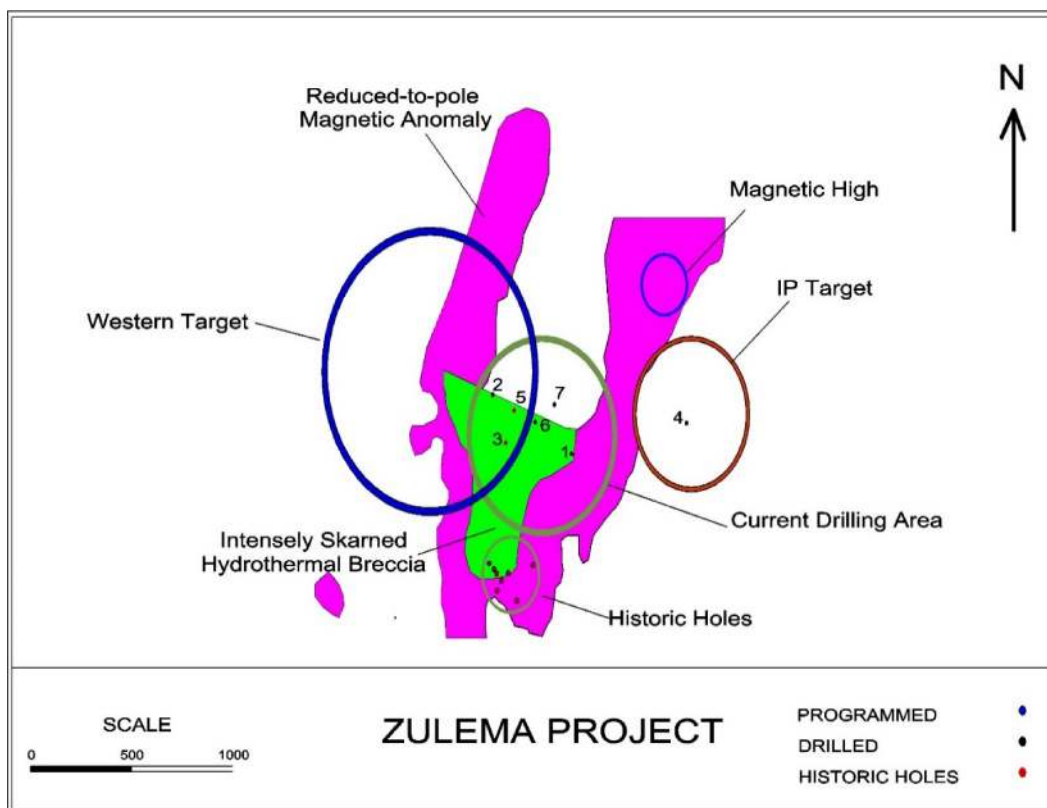 Reduced-to-pole
Magnetic Anomaly
N
Magnetic High
IP Target
Western Target
2
7
5
6
4
3
1
Current Drilling Area
Intensely Skarned
Hydrothermal Breccia
Historic Holes
SCALE
0 500 1000
ZULEMA PROJECT
PROGRAMMED
DRILLED
HISTORIC HOLES